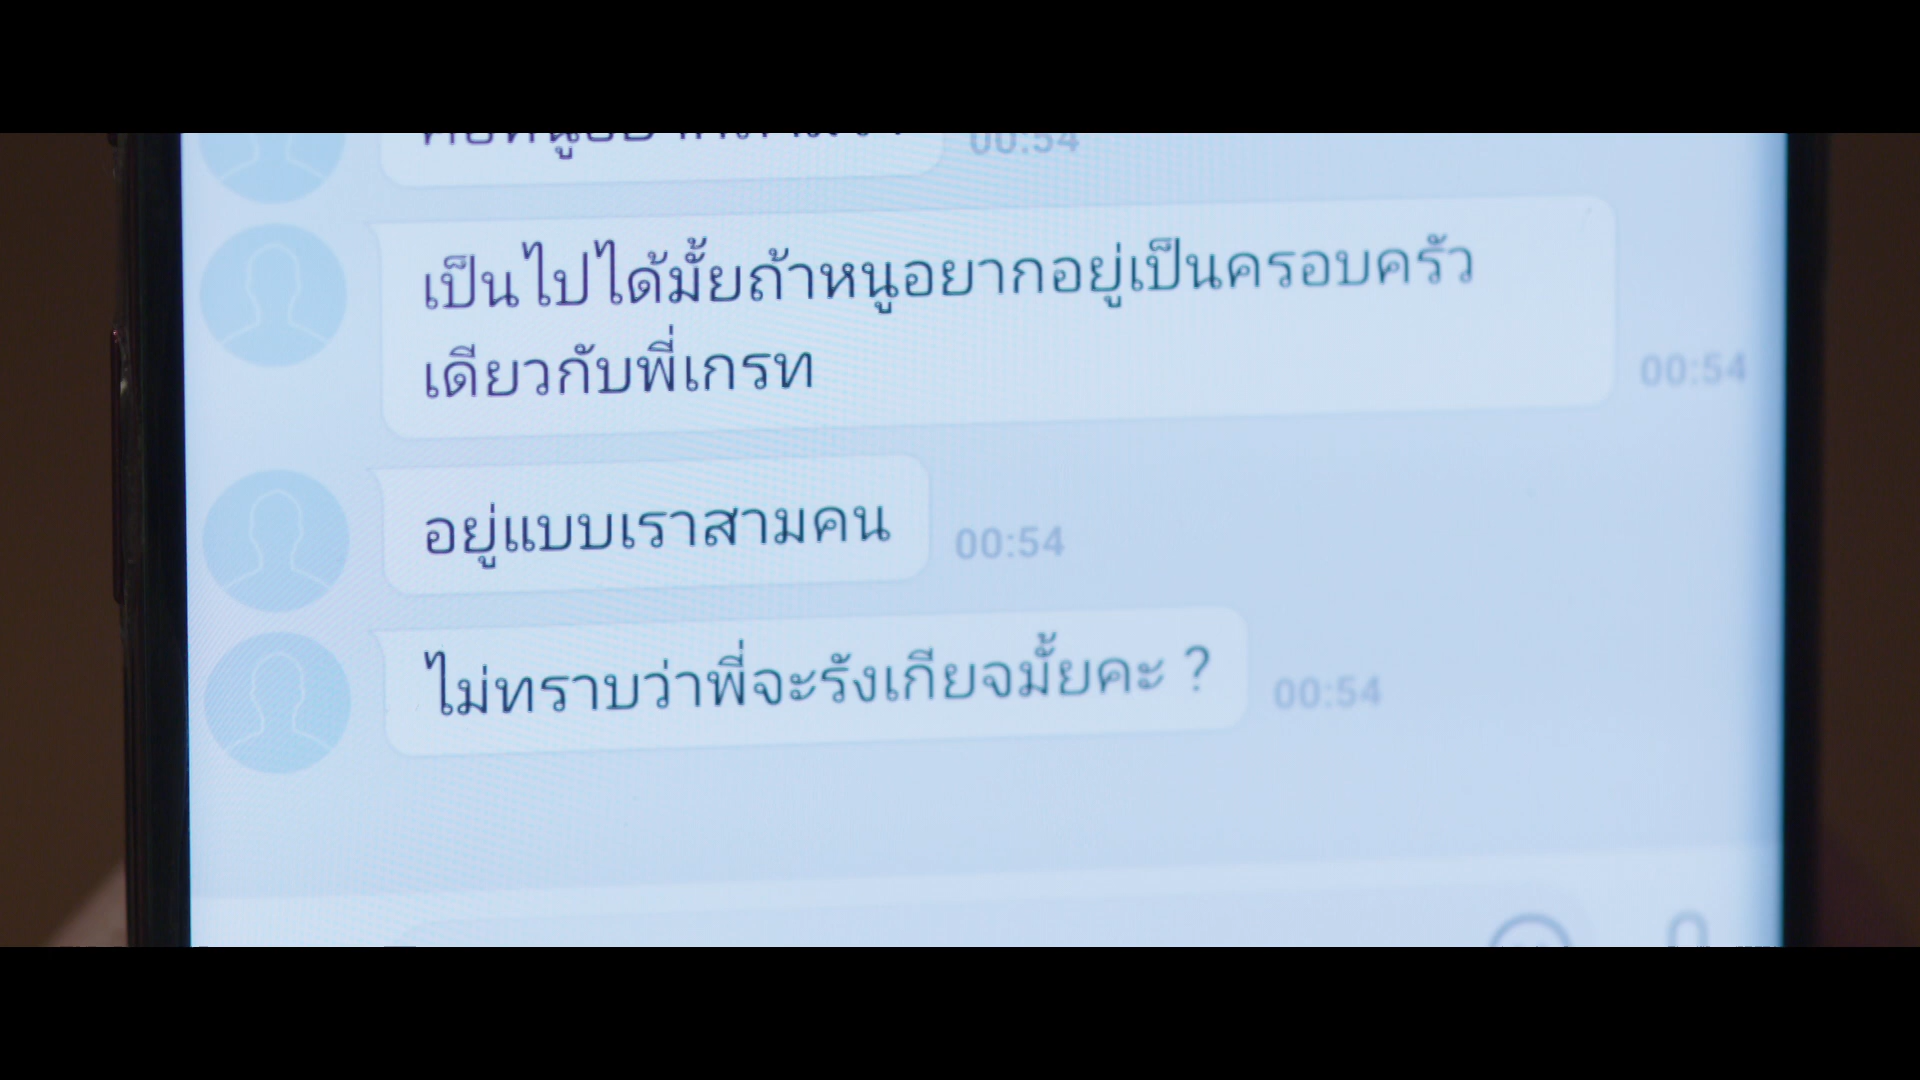 00:54
เป็นไปได้มั้ยถ้าหนูอยากอยู่เป็นครอบครัว
เดียวกับพี่เกรท
00:54
อยู่แบบเราสามคน
00:54
ไม่ทราบว่าพี่จะรังเกียจมั้ยคะ ?
00:54